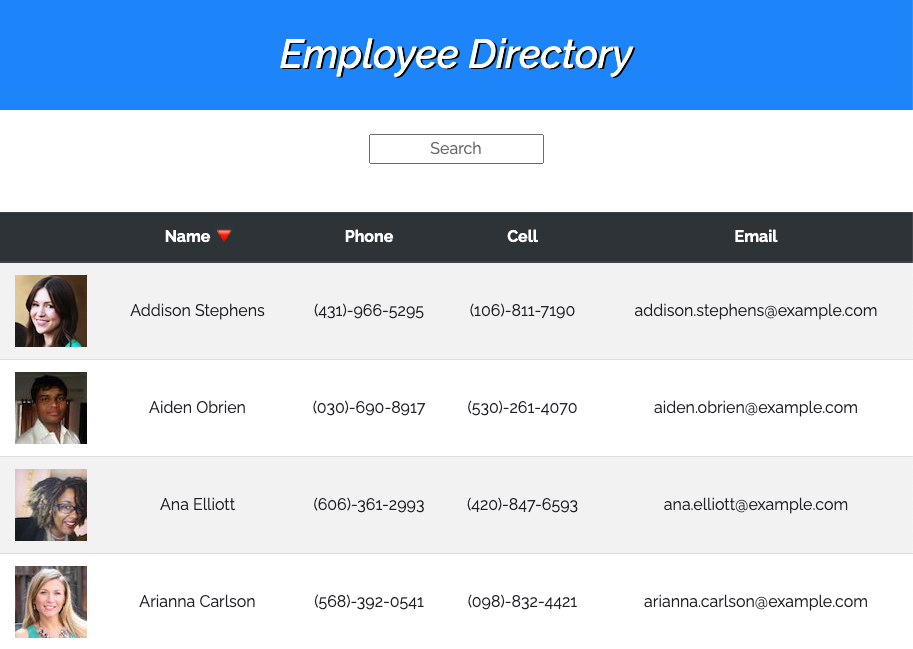 Employee Directory
Search
Name Phone Cell Email
Addison Stephens (431)-966-5295 (106)-811-7190 addison.stephens@example.com
Aiden Obrien (030)-690-8917 (530)-261-4070 aiden.obrien@example.com
Ana Elliott (606)-361-2993 (420)-847-6593 ana.elliott@example.com
Arianna Carlson (568)-392-0541 (098)-832-4421 arianna.carlson@example.com